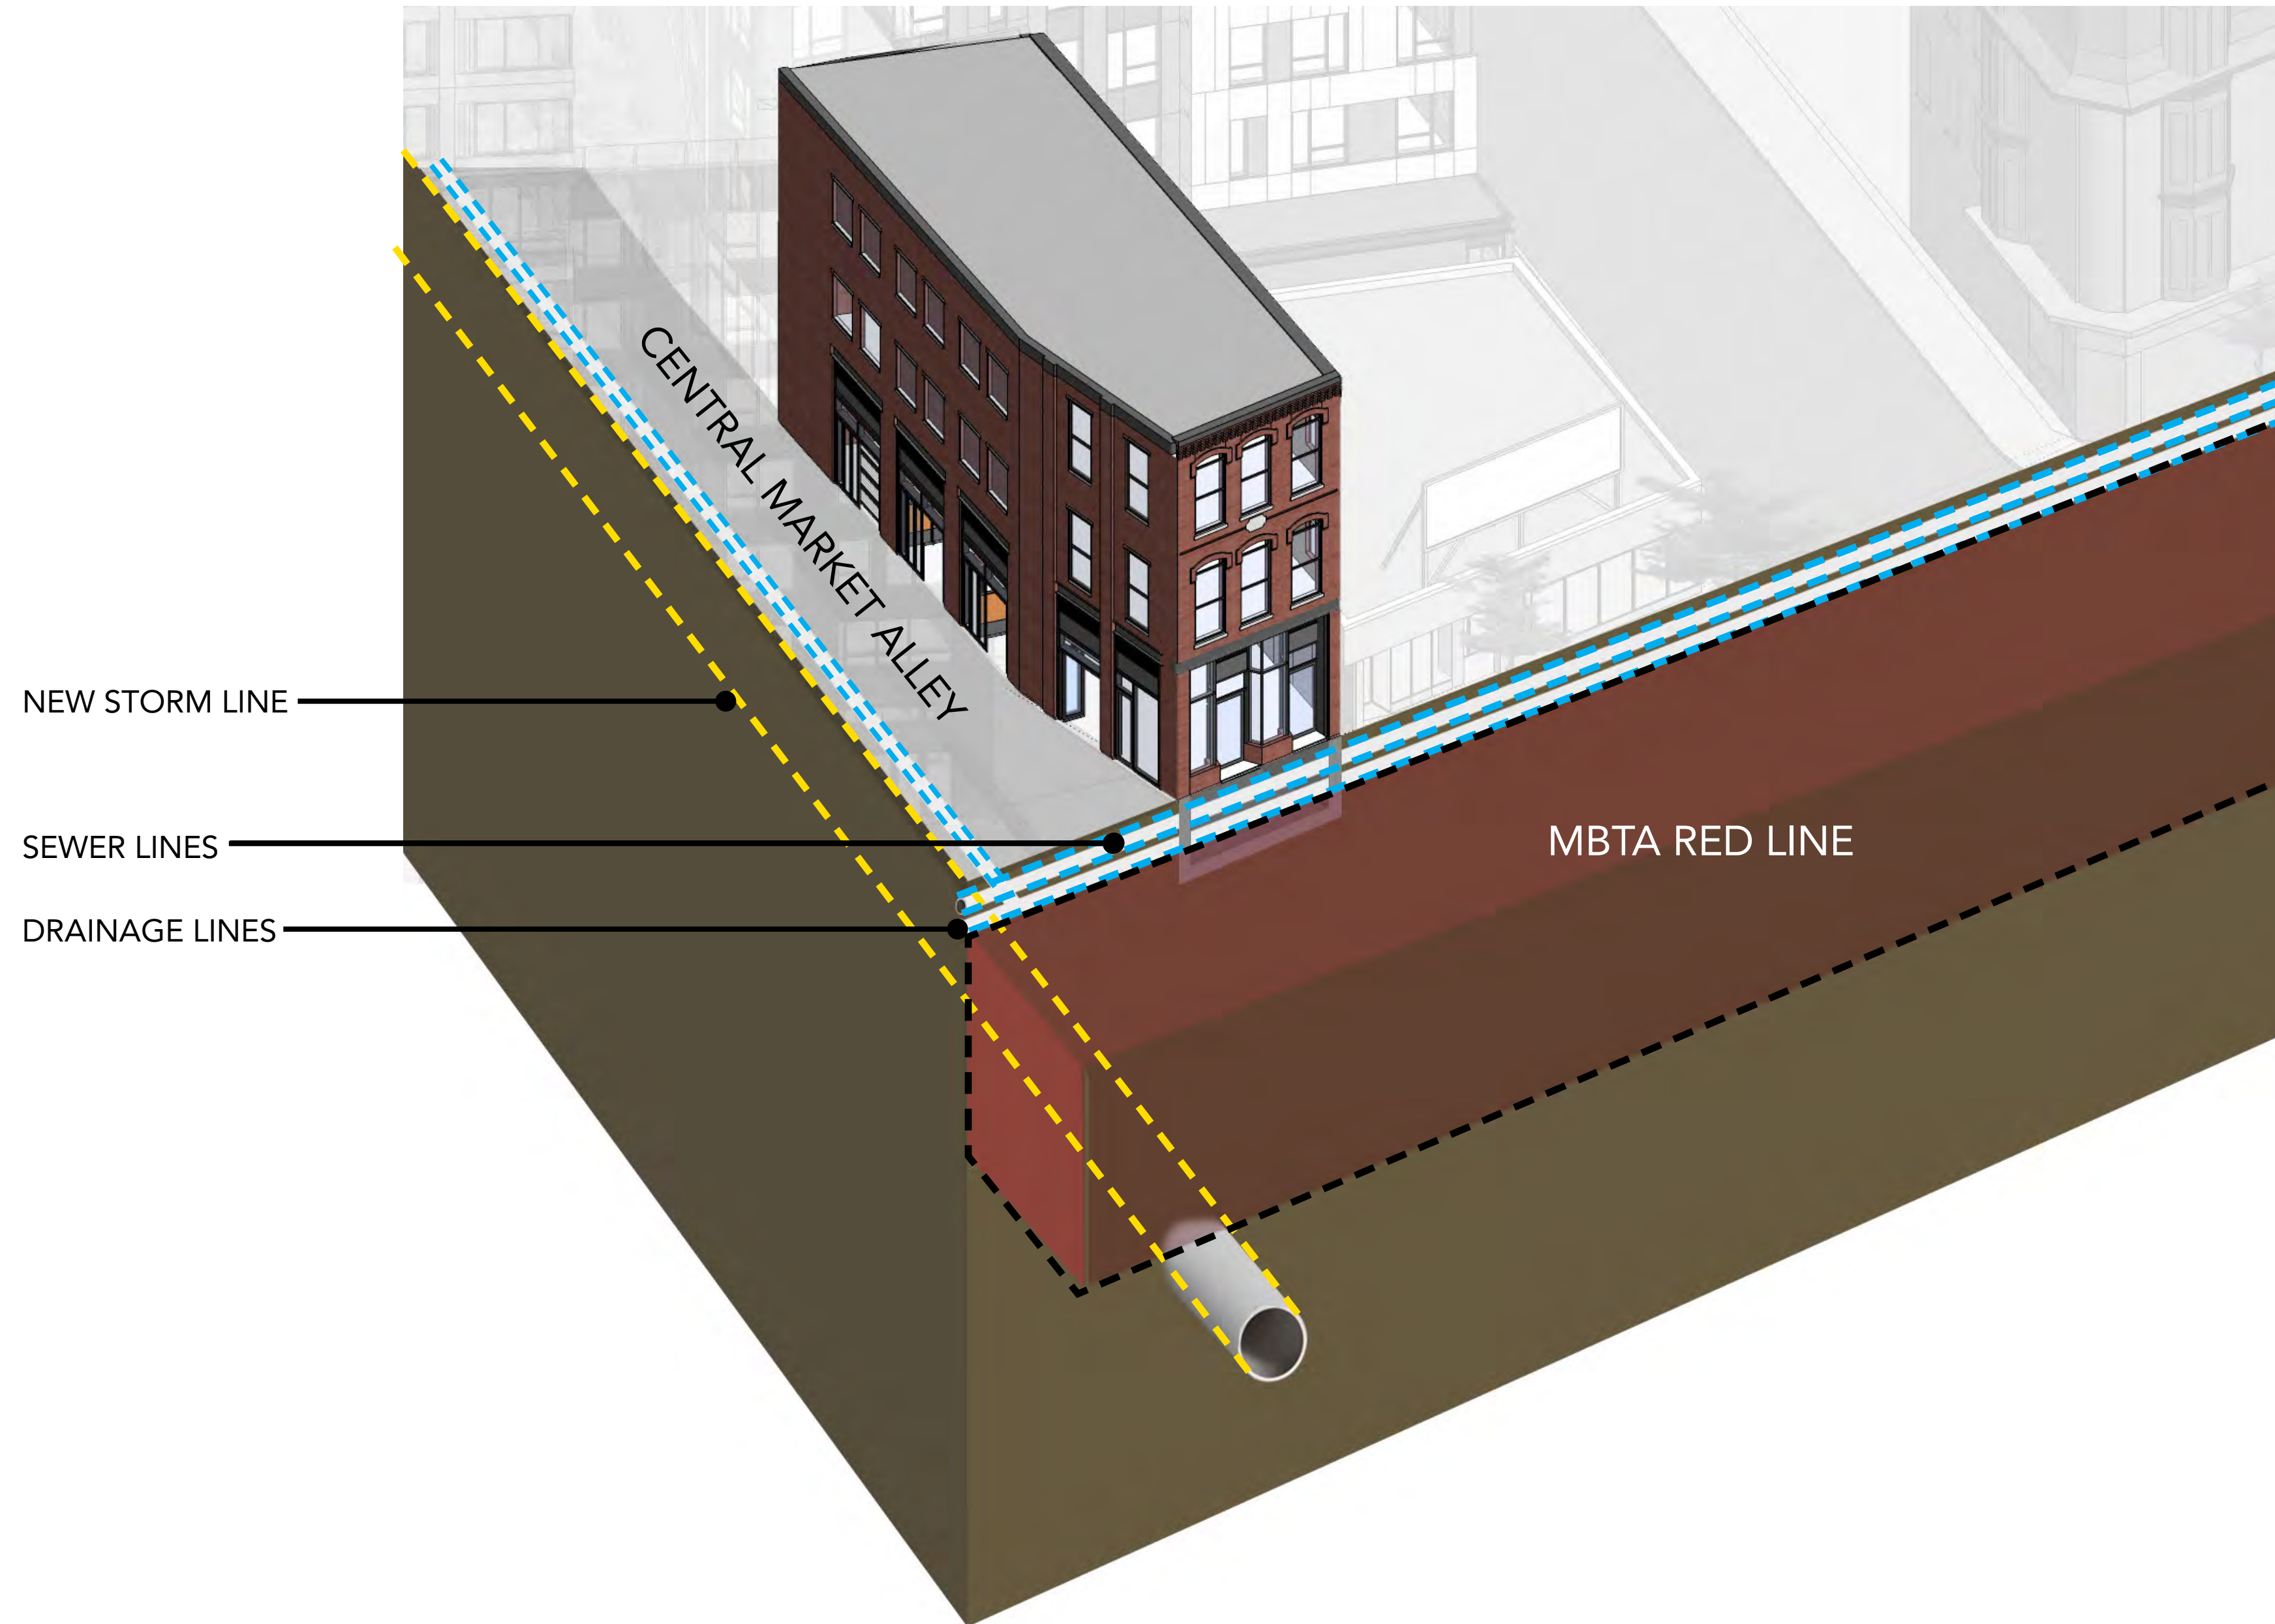 CENTRAL MARKET ALLEY
NEW STORM LINE
SEWER LINES
MBTA RED LINE
DRAINAGE LINES